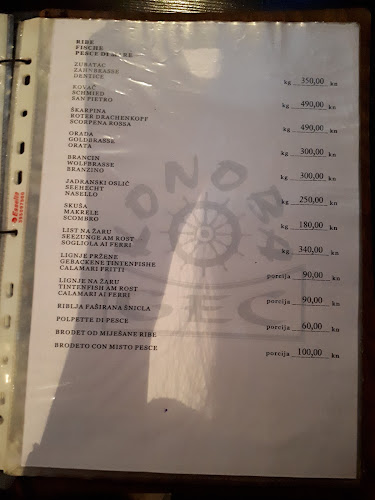 RIBE
FISCHE
PESCE DI MARE
ZUBATAC
ZAHNBRASSE
DENTICE
kg 350,00 kn
KOVAČ
SCHMIED
SAN PIETRO
kg 490,00 kn
ŠKARPINA
ROTER DRACHENKOPF
SCORPENA ROSSA
kg 490,00 kn
ORADA
GOLDBRASSE
ORATA
kg 300,00 kn
BRANCIN
WOLFBRASSE
BRANZINO
kg 300,00 kn
JADRANSKI OSLIČ
SEEHECHT
NASELLO
kg 250,00 kn
SKUŠA
MAKRELE
SCOMBRO
kg 180,00 kn
LIST NA ŽARU
SEEZUNGE AM ROST
SOGLIOLA AI FERRI
kg 340,00 kn
LIGNJE PRŽENE
GEBACKENE TINTENFISHE
CALAMARI FRITTI
porcija 90,00 kn
LIGNJE NA ŽARU
TINTENFISH AM ROST
CALAMARI AI FERRI
porcija 90,00 kn
RIBLJA FAŠIRANA ŠNICLA
POLPETTE DI PESCE
porcija 60,00 kn
BRODET OD MIJEŠANE RIBE
BRODETO CON MISTO PESCE
porcija 100,00 kn
KONOBA